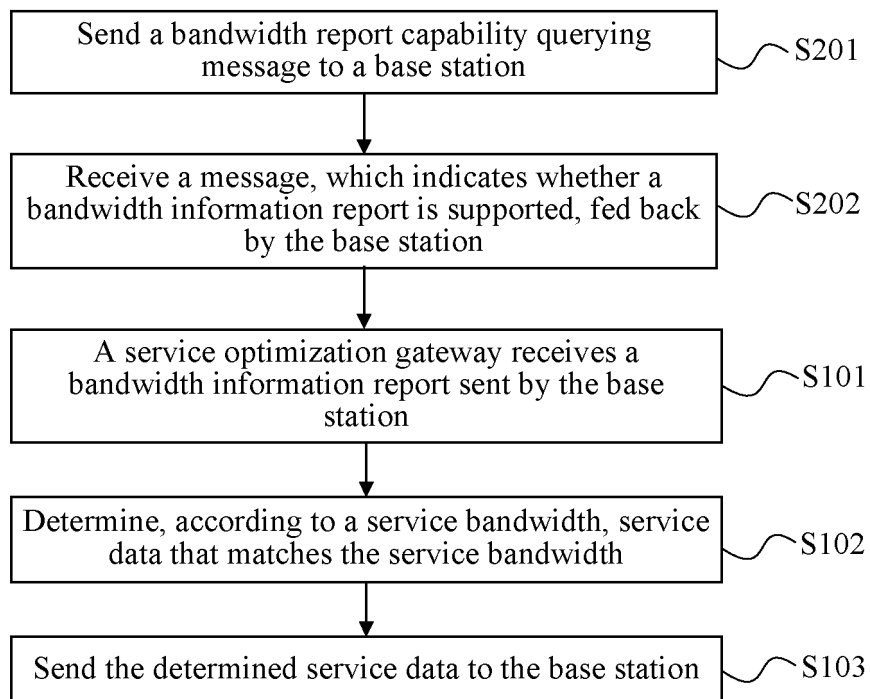 Send a bandwidth report capability querying
message to a base station
S201
Receive a message, which indicates whether a
bandwidth information report is supported, fed back
by the base station
S202
A service optimization gateway receives a
bandwidth information report sent by the base
station
S101
Determine, according to a service bandwidth, service
data that matches the service bandwidth
S102
Send the determined service data to the base station
S103